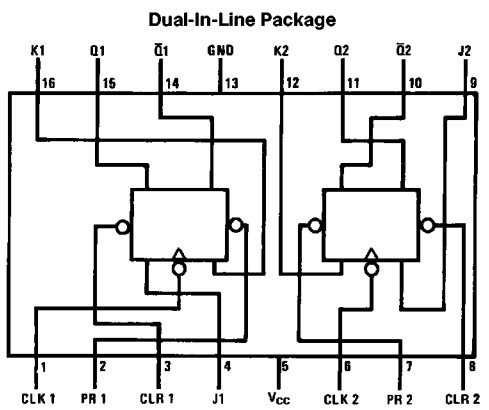 Dual-In-Line Package
K1 Q1 Q̅1 GND K2 Q2 Q̅2 J2
16 15 14 13 12 11 10 9
1 2 3 4 5 6 7 8
CLK 1 PR 1 CLR 1 J1 VCC CLK 2 PR 2 CLR 2